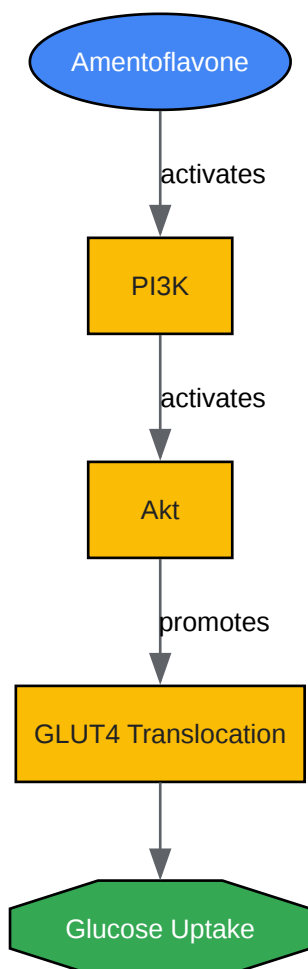 Amentoflavone
activates
PI3K
activates
Akt
promotes
GLUT4 Translocation
Glucose Uptake